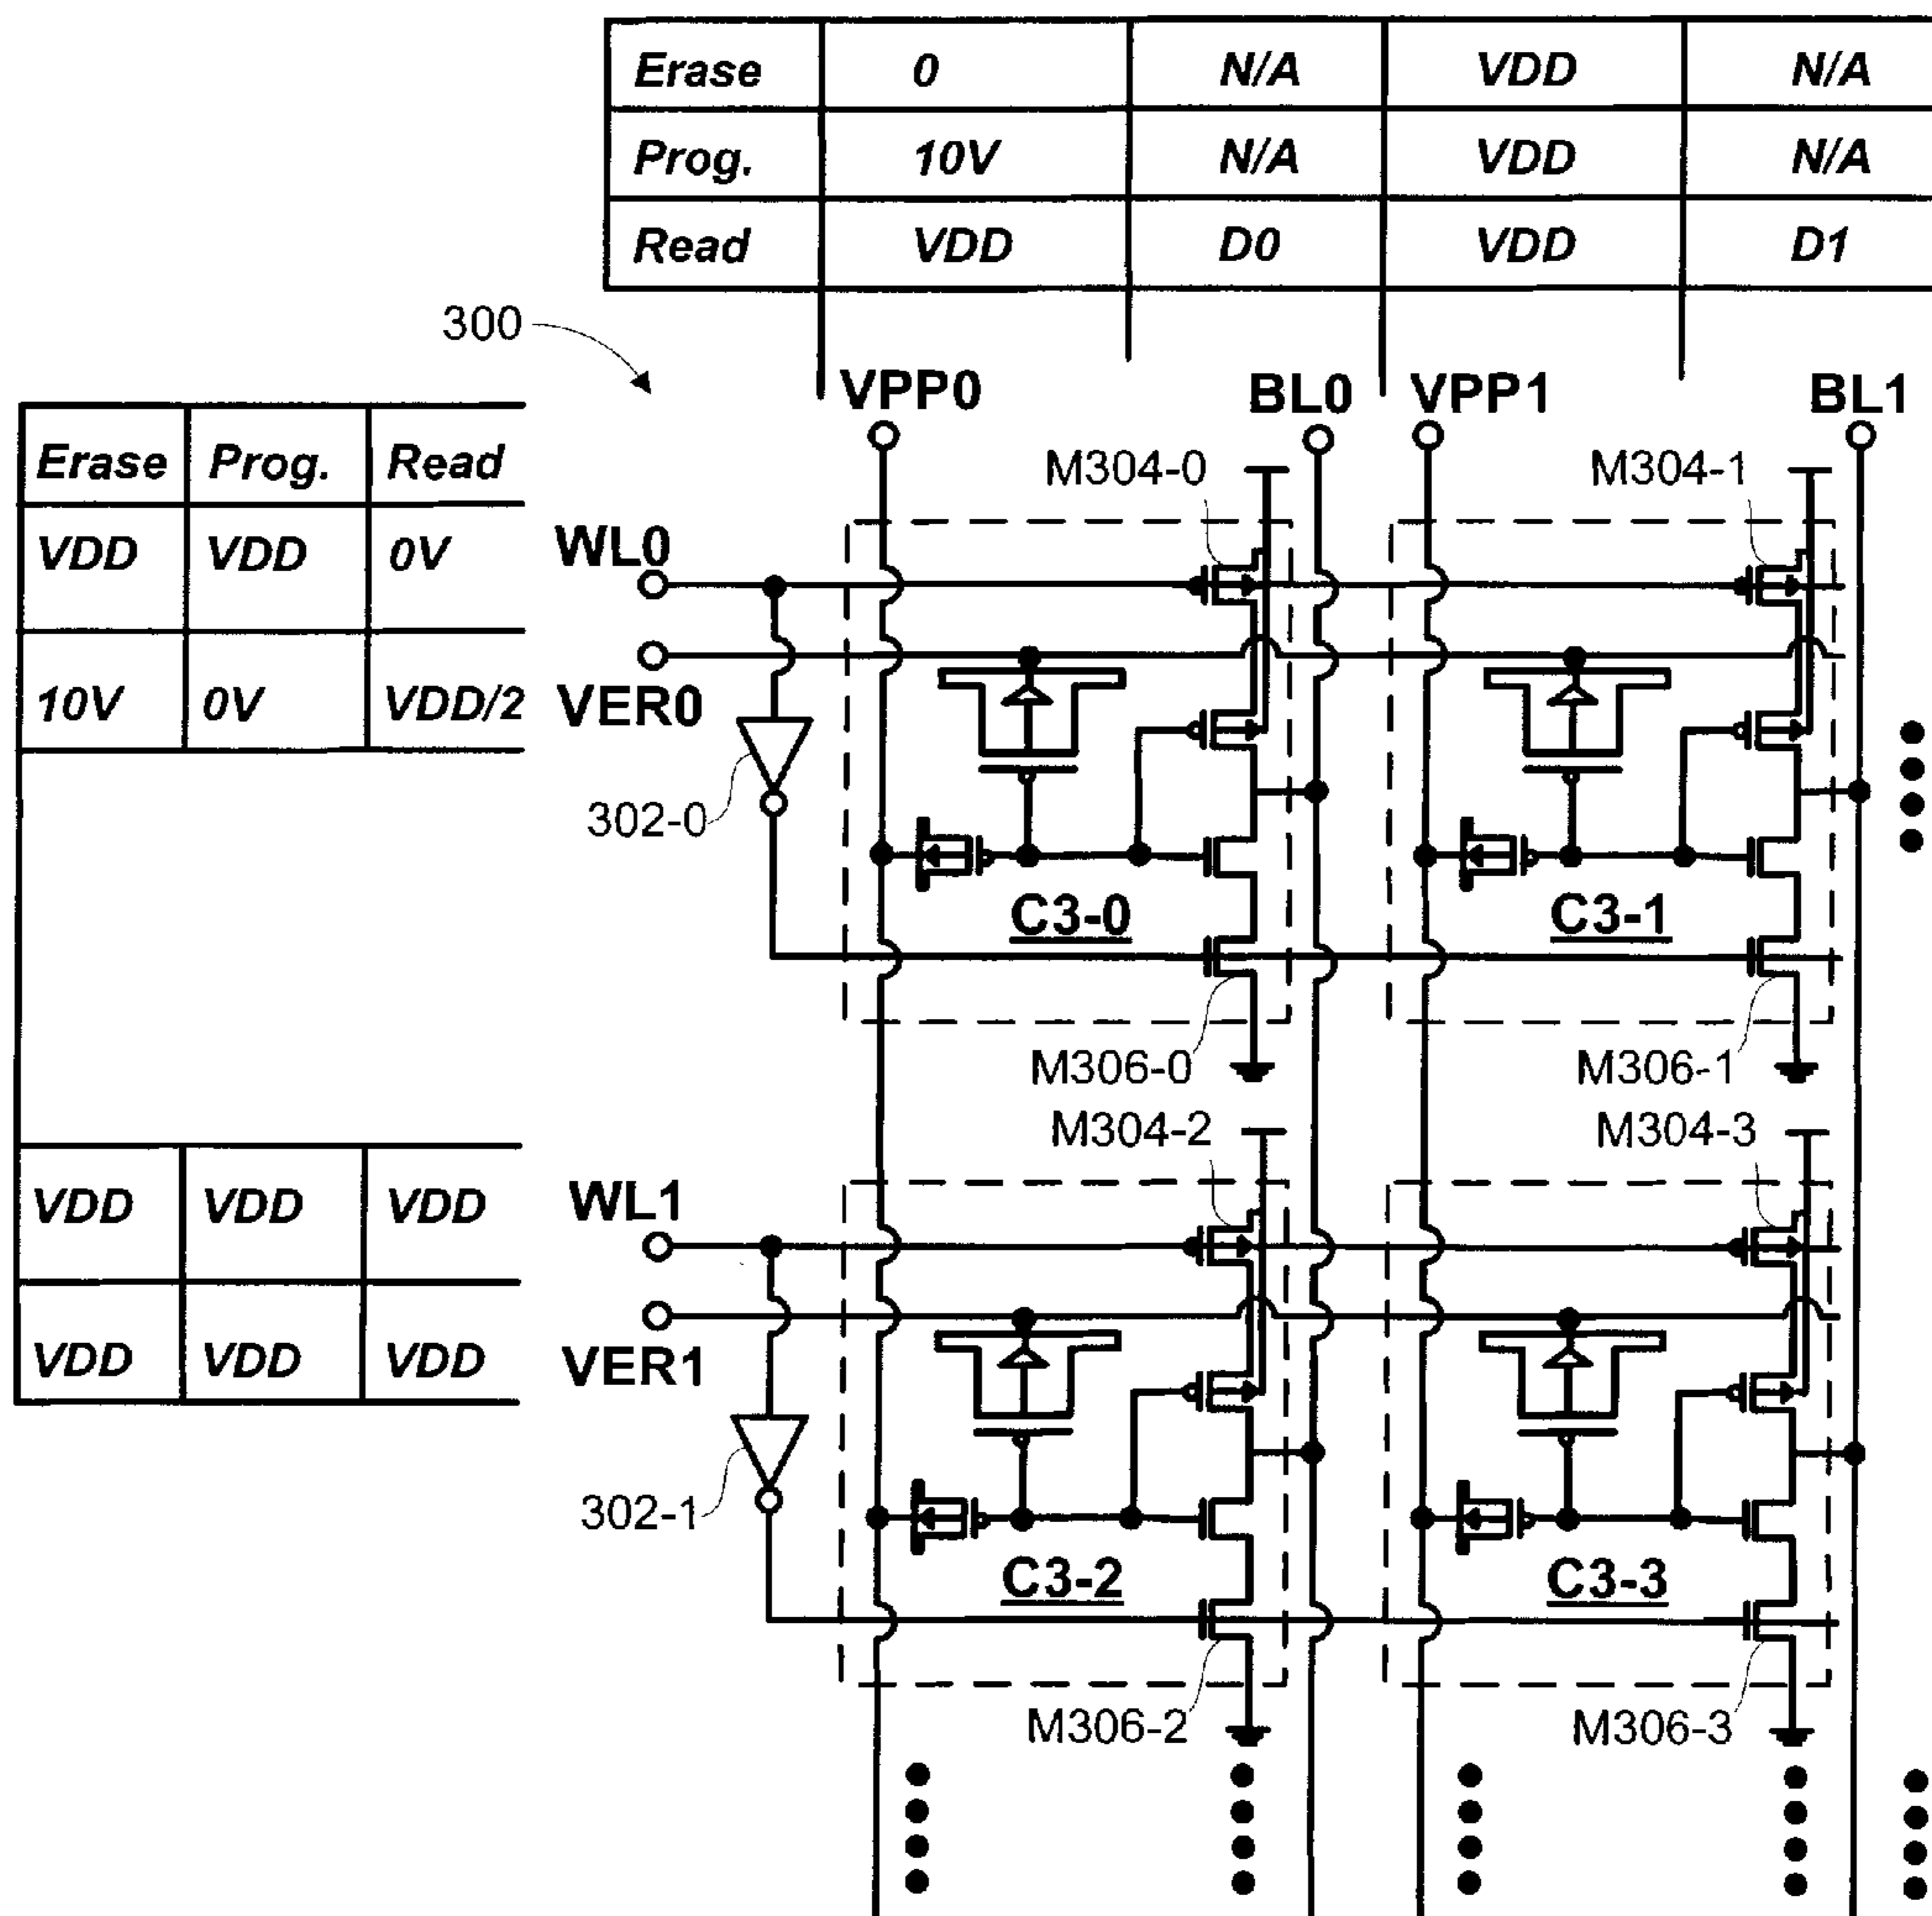 Erase 0 N/A VDD N/A
Prog. 10V N/A VDD N/A
Read VDD D0 VDD D1
300
VPP0 BL0 VPP1 BL1
Erase Prog. Read
M304-0 M304-1
VDD VDD 0V
WL0
10V 0V VDD/2
VER0
302-0
C3-0 C3-1
M306-0 M306-1
M304-2 M304-3
VDD VDD VDD
WL1
VDD VDD VDD
VER1
302-1
C3-2 C3-3
M306-2 M306-3